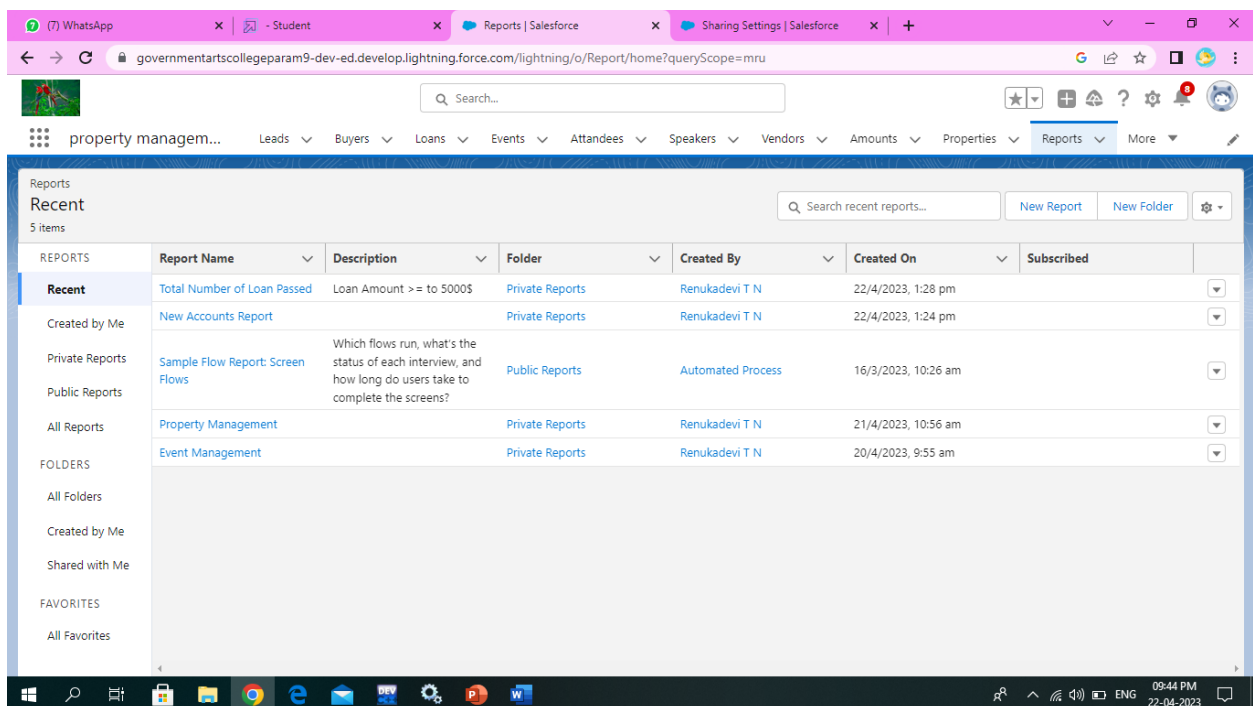 (7) WhatsApp
- Student
Reports | Salesforce
Sharing Settings | Salesforce
governmentartscollegeparam9-dev-ed.develop.lightning.force.com/lightning/o/Report/home?queryScope=mru
Search...
8
property managem...
Leads
Buyers
Loans
Events
Attandees
Speakers
Vendors
Amounts
Properties
Reports
More
Reports
Recent
5 items
Search recent reports...
New Report
New Folder
REPORTS
Recent
Created by Me
Private Reports
Public Reports
All Reports
FOLDERS
All Folders
Created by Me
Shared with Me
FAVORITES
All Favorites
Report Name Description Folder Created By Created On Subscribed
Total Number of Loan Passed Loan Amount >= to 5000$ Private Reports Renukadevi T N 22/4/2023, 1:28 pm
New Accounts Report Private Reports Renukadevi T N 22/4/2023, 1:24 pm
Sample Flow Report: Screen
Flows
Which flows run, what's the
status of each interview, and
how long do users take to
complete the screens?
Public Reports Automated Process 16/3/2023, 10:26 am
Property Management Private Reports Renukadevi T N 21/4/2023, 10:56 am
Event Management Private Reports Renukadevi T N 20/4/2023, 9:55 am
DEV
P
W
ENG
09:44 PM
22-04-2023